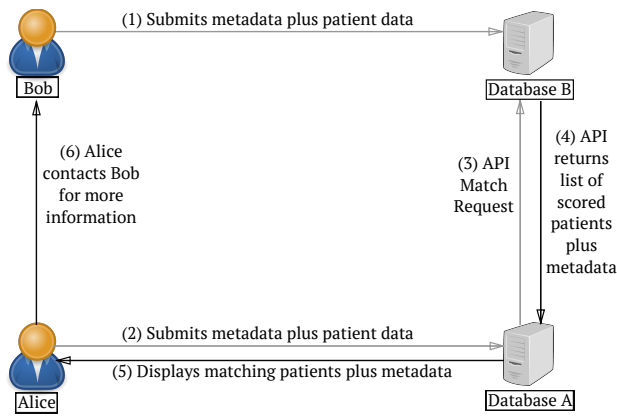 (1) Submits metadata plus patient data
Bob
Database B
(6) Alice
contacts Bob
for more
information
(3) API
Match
Request
(4) API
returns
list of
scored
patients
plus
metadata
(2) Submits metadata plus patient data
(5) Displays matching patients plus metadata
Alice
Database A